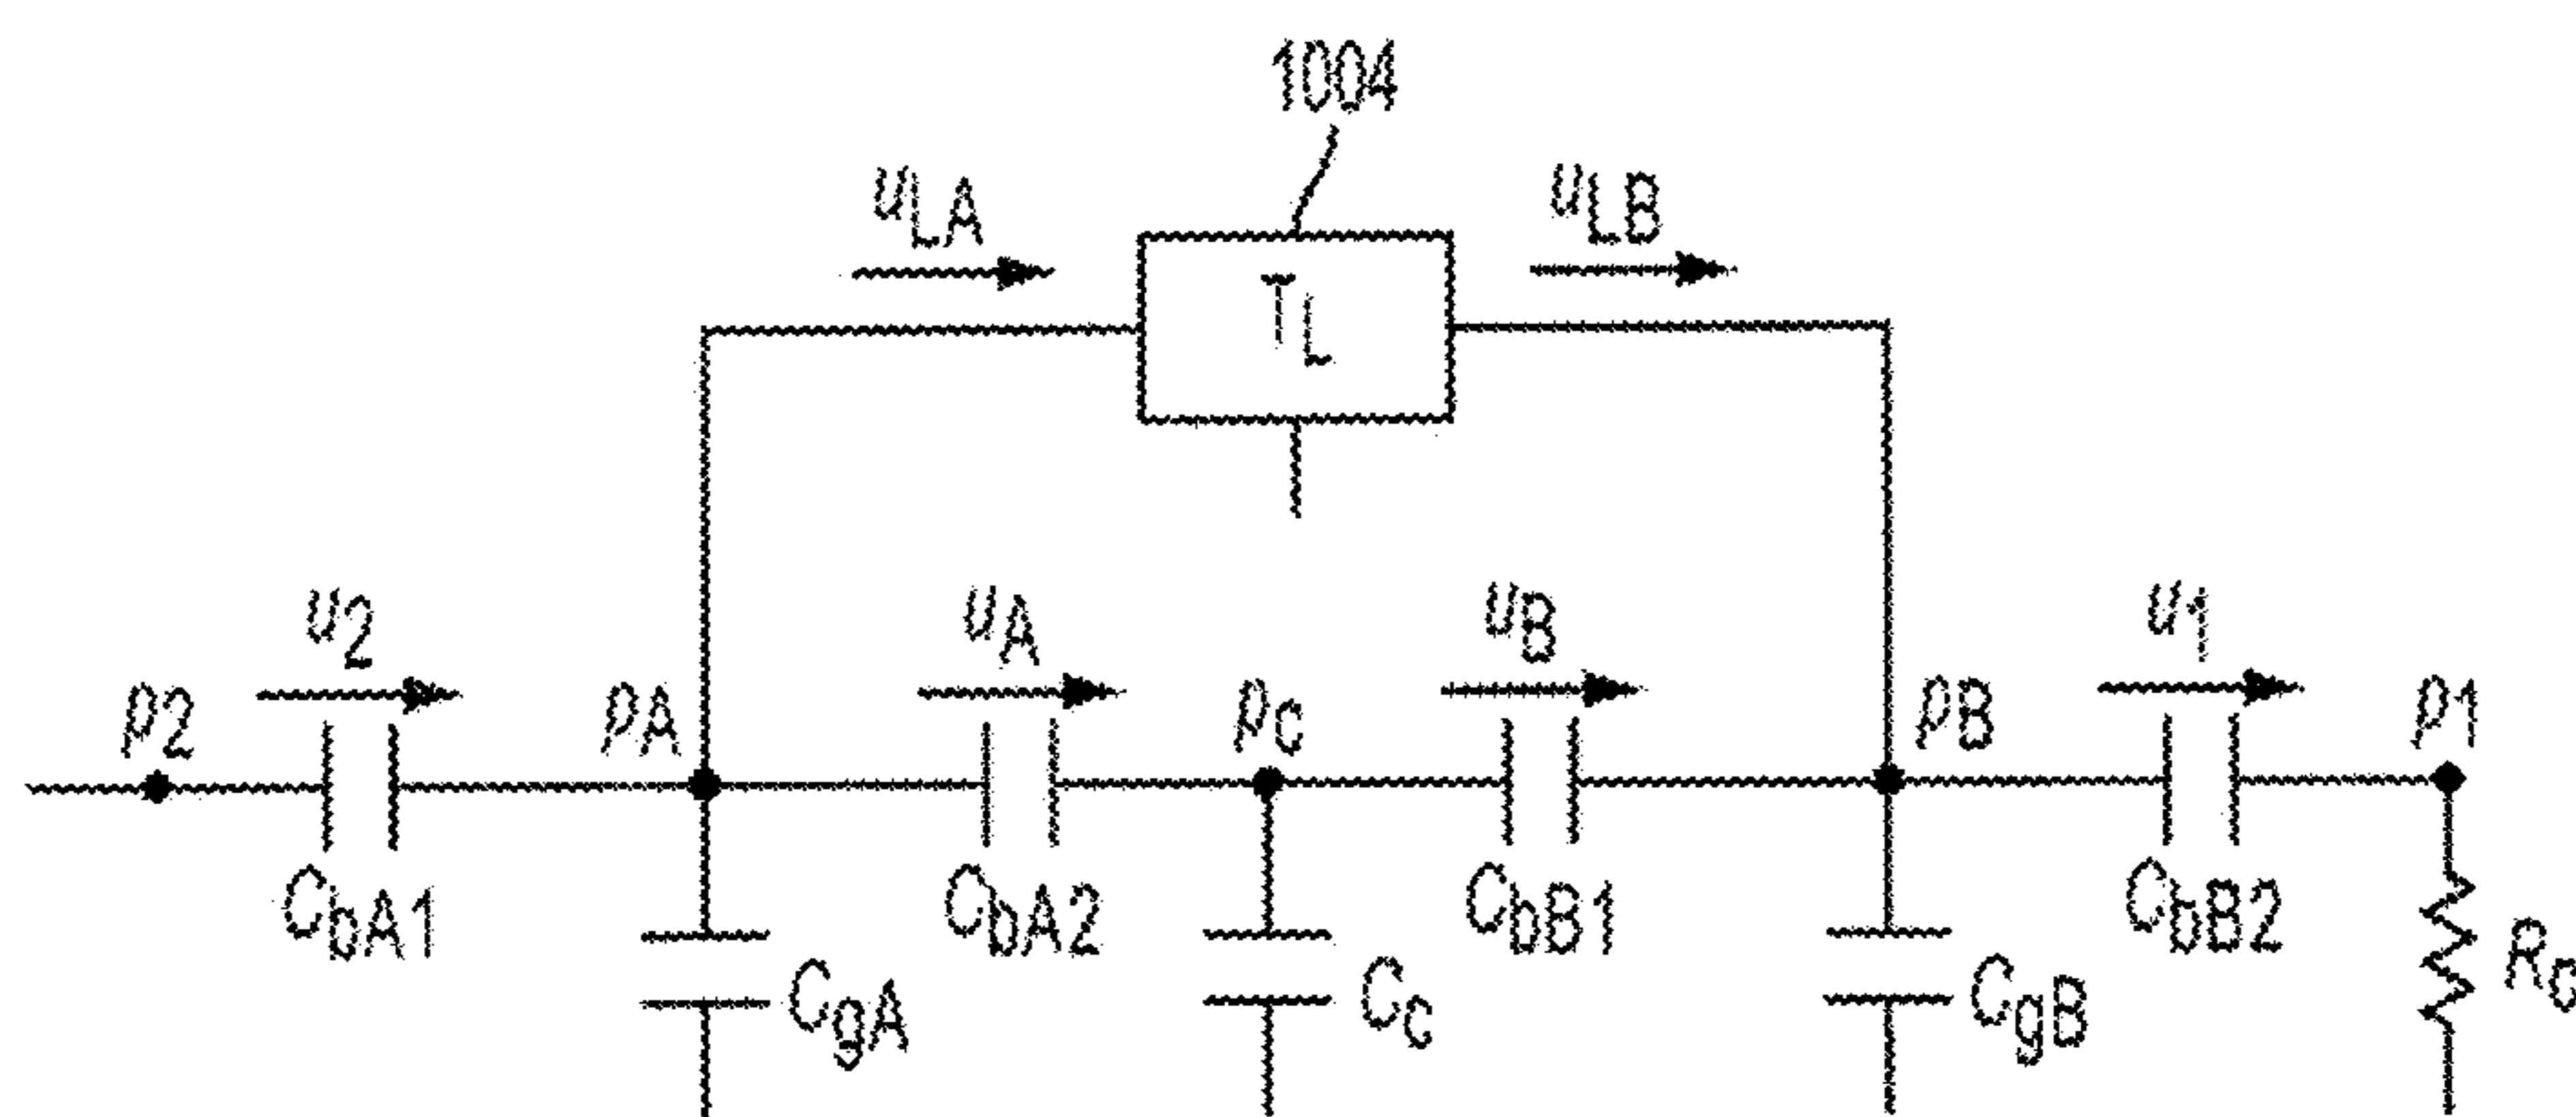 1004
uLA
uLB
TL
u2
uA
uB
u1
p2
pA
pC
pB
p1
CbA1
CbA2
CbB1
CbB2
CgA
Cc
CgB